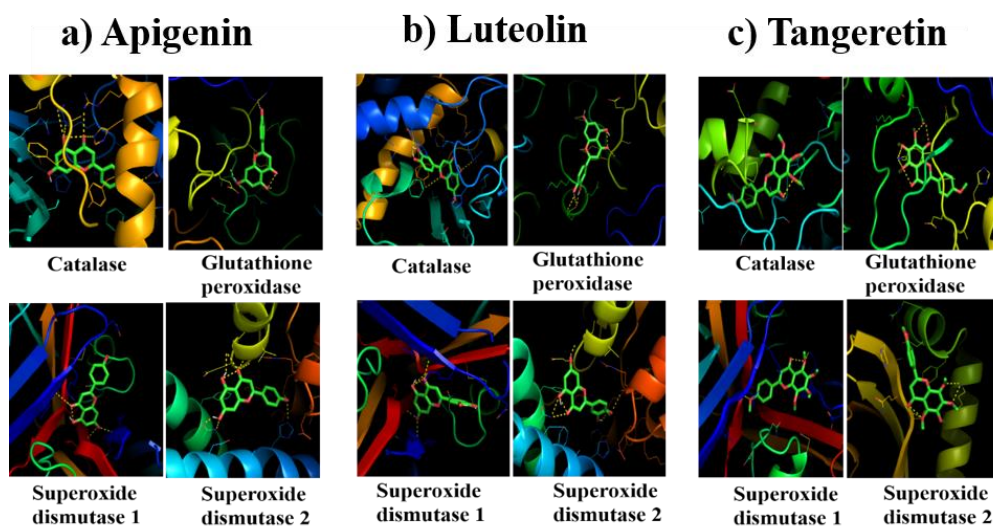 a) Apigenin
b) Luteolin
c) Tangeretin
Catalase
Glutathione
peroxidase
Catalase
Glutathione
peroxidase
Catalase
Glutathione
peroxidase
Superoxide
dismutase 1
Superoxide
dismutase 2
Superoxide
dismutase 1
Superoxide
dismutase 2
Superoxide
dismutase 1
Superoxide
dismutase 2